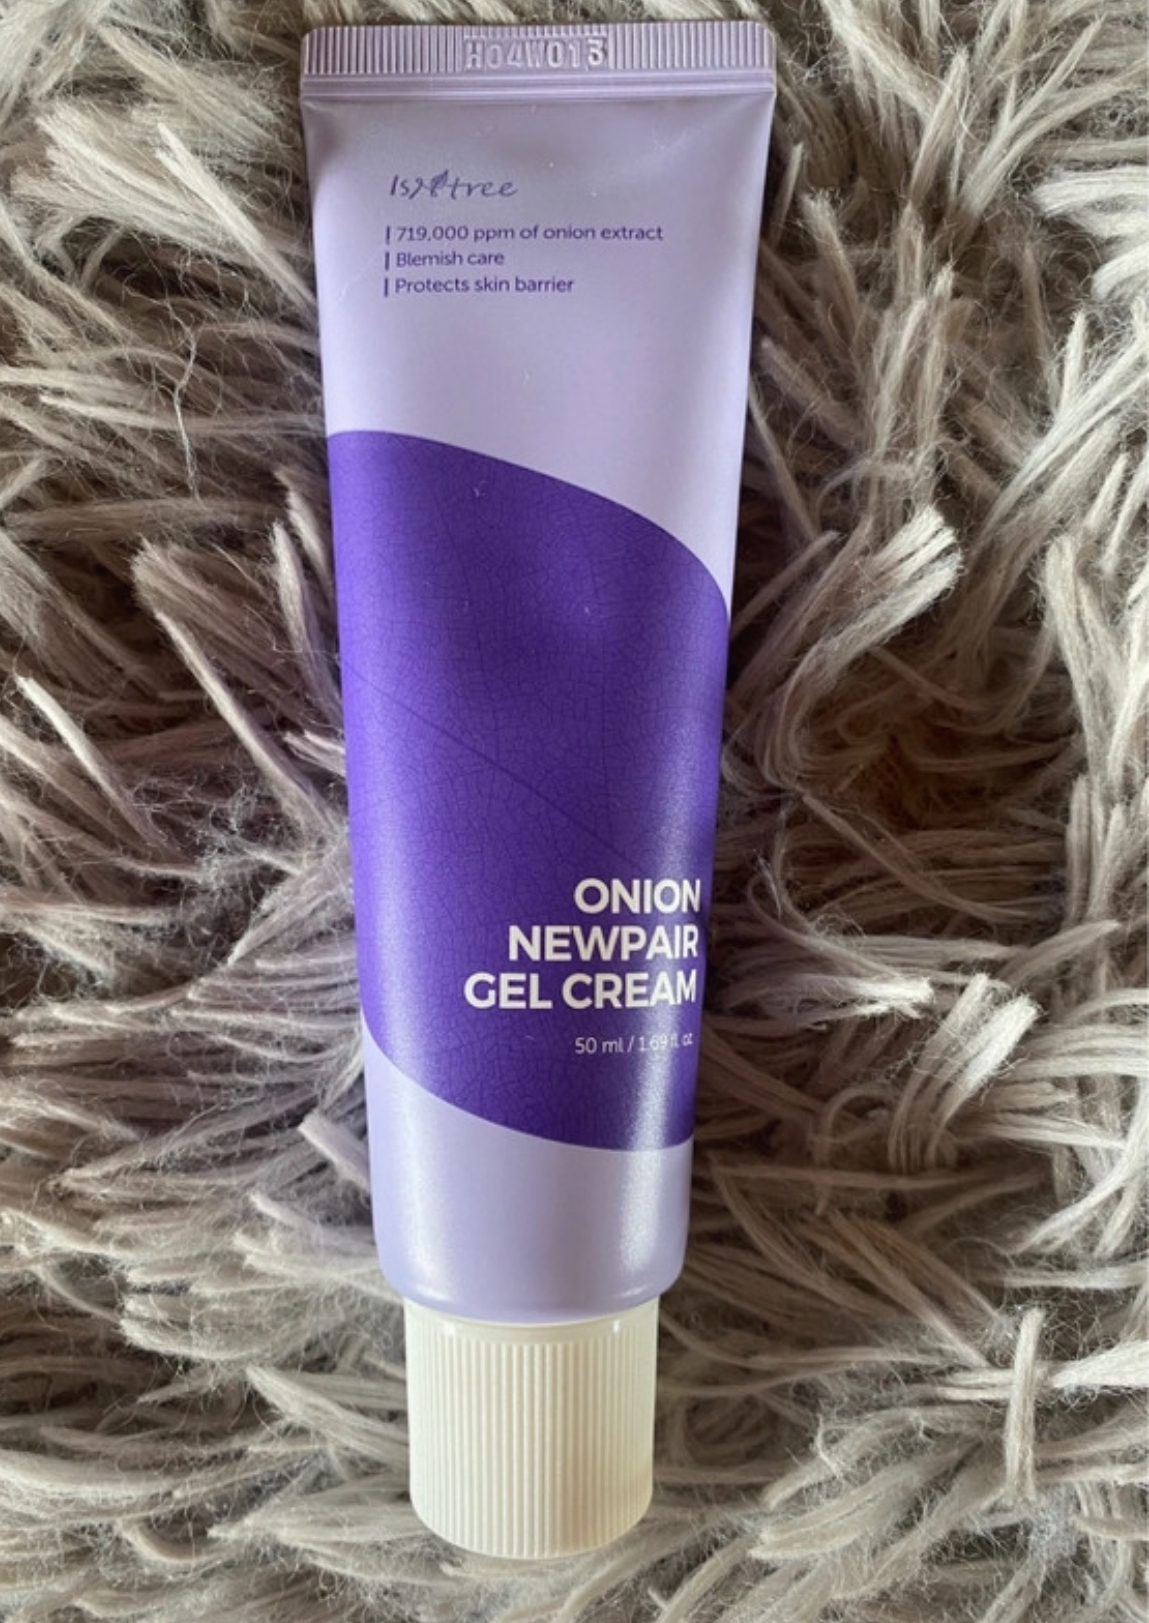 H04W013
Isntree
| 719,000 ppm of onion extract
| Blemish care
| Protects skin barrier
ONION
NEWPAIR
GEL CREAM
50 ml / 1.69 fl. oz